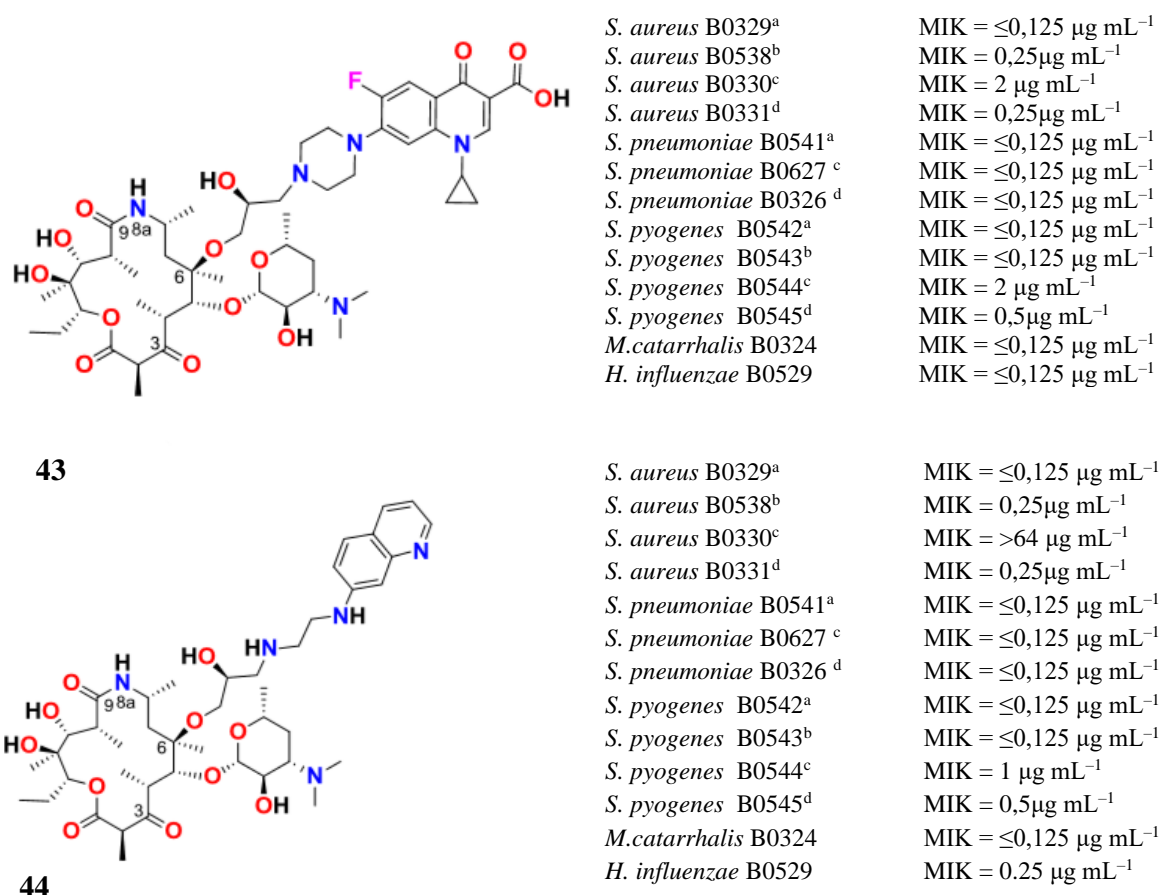 S. aureus B0329ᵃ MIK = ≤0,125 μg mL⁻¹
S. aureus B0538ᵇ MIK = 0,25μg mL⁻¹
S. aureus B0330ᶜ MIK = 2 μg mL⁻¹
S. aureus B0331ᵈ MIK = 0,25μg mL⁻¹
S. pneumoniae B0541ᵃ MIK = ≤0,125 μg mL⁻¹
S. pneumoniae B0627 ᶜ MIK = ≤0,125 μg mL⁻¹
S. pneumoniae B0326 ᵈ MIK = ≤0,125 μg mL⁻¹
S. pyogenes B0542ᵃ MIK = ≤0,125 μg mL⁻¹
S. pyogenes B0543ᵇ MIK = ≤0,125 μg mL⁻¹
S. pyogenes B0544ᶜ MIK = 2 μg mL⁻¹
S. pyogenes B0545ᵈ MIK = 0,5μg mL⁻¹
M.catarrhalis B0324 MIK = ≤0,125 μg mL⁻¹
H. influenzae B0529 MIK = ≤0,125 μg mL⁻¹
O O
F OH
N N
N
HO
H
O N O
9 8a
HO 6 O
HO O N
O OH
3
O O
43
S. aureus B0329ᵃ MIK = ≤0,125 μg mL⁻¹
S. aureus B0538ᵇ MIK = 0,25μg mL⁻¹
S. aureus B0330ᶜ MIK = >64 μg mL⁻¹
S. aureus B0331ᵈ MIK = 0,25μg mL⁻¹
S. pneumoniae B0541ᵃ MIK = ≤0,125 μg mL⁻¹
S. pneumoniae B0627 ᶜ MIK = ≤0,125 μg mL⁻¹
S. pneumoniae B0326 ᵈ MIK = ≤0,125 μg mL⁻¹
S. pyogenes B0542ᵃ MIK = ≤0,125 μg mL⁻¹
S. pyogenes B0543ᵇ MIK = ≤0,125 μg mL⁻¹
S. pyogenes B0544ᶜ MIK = 1 μg mL⁻¹
S. pyogenes B0545ᵈ MIK = 0,5μg mL⁻¹
M.catarrhalis B0324 MIK = ≤0,125 μg mL⁻¹
H. influenzae B0529 MIK = 0.25 μg mL⁻¹
N
NH
HN
HO
H
O N
9 8a
HO O O
HO 6 O N
O OH
3
O O
44